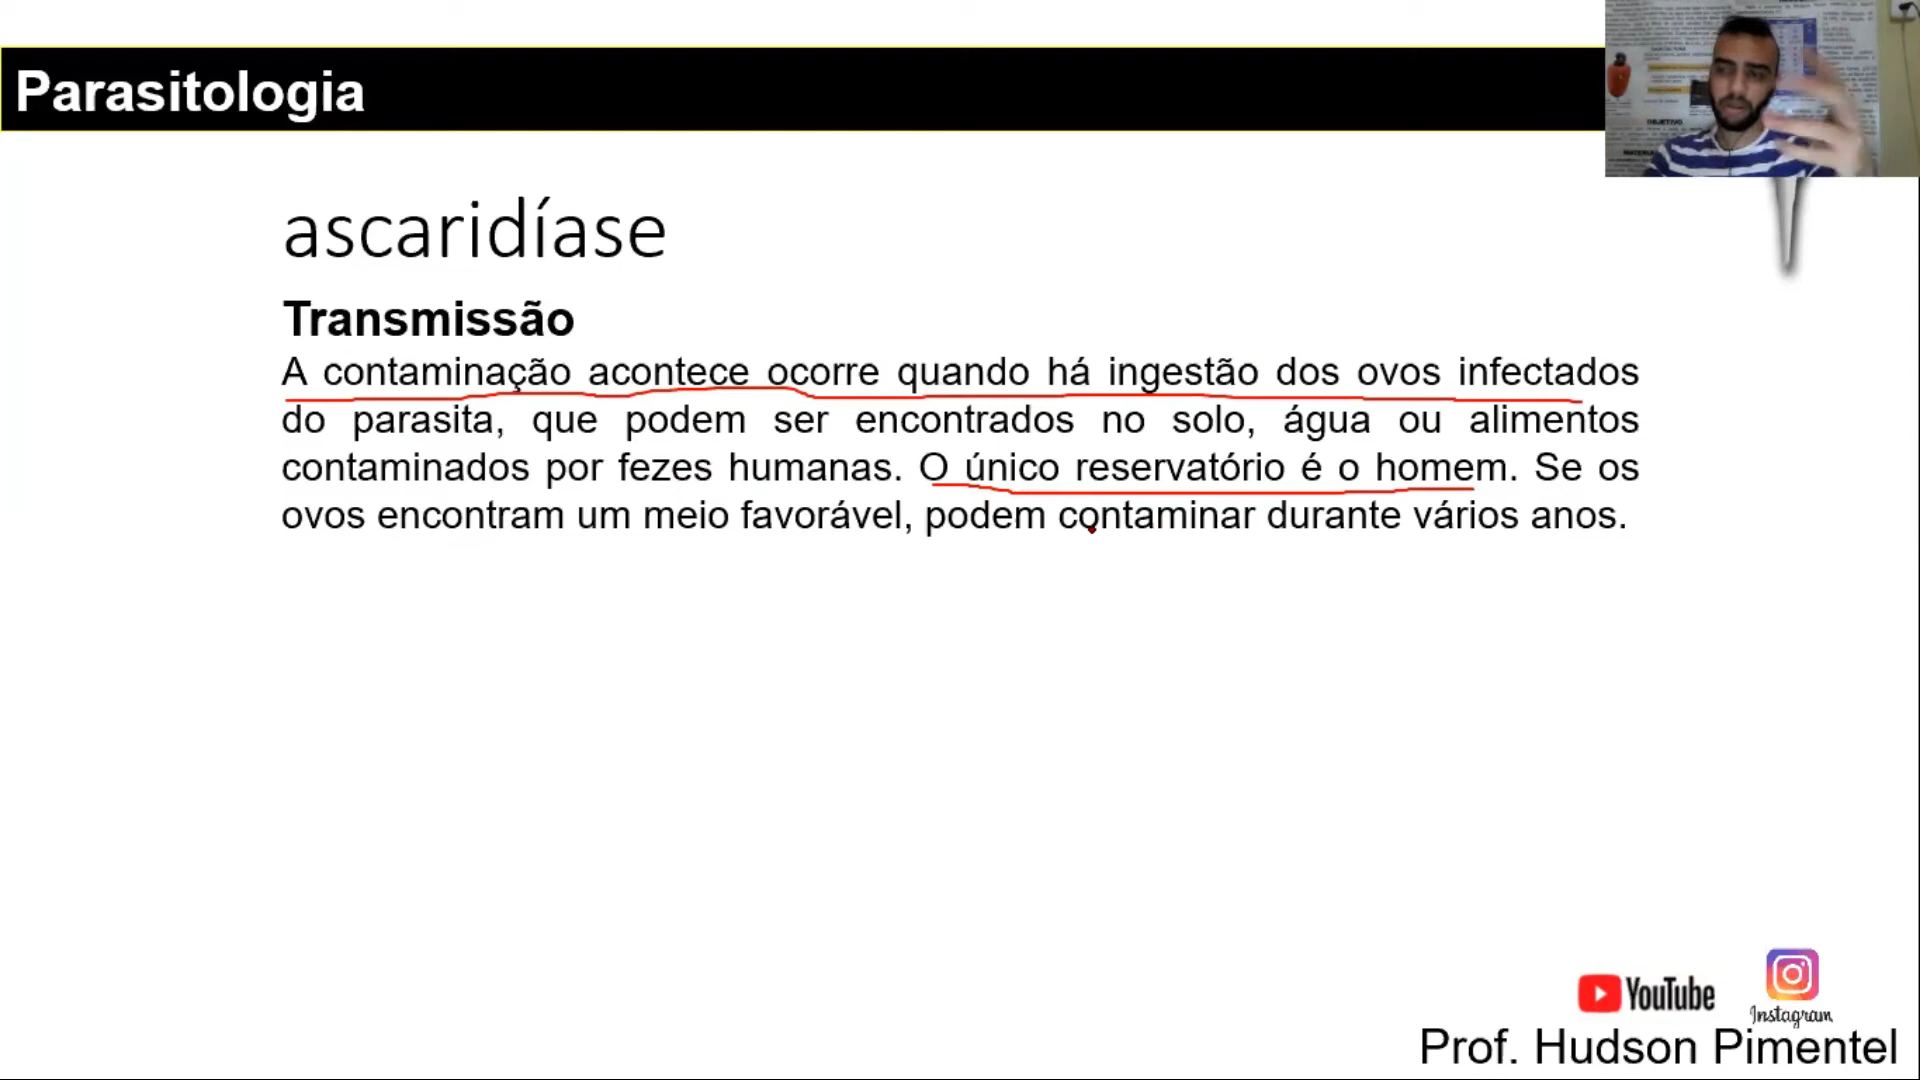 Parasitologia
OBJETIVO
ascaridíase
Transmissão
A contaminação acontece ocorre quando há ingestão dos ovos infectados
do parasita, que podem ser encontrados no solo, água ou alimentos
contaminados por fezes humanas. O único reservatório é o homem. Se os
ovos encontram um meio favorável, podem contaminar durante vários anos.
YouTube
Instagram
Prof. Hudson Pimentel